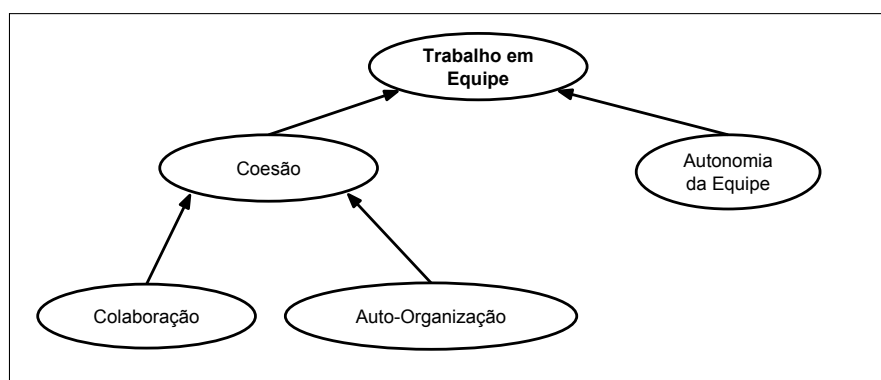 Trabalho em
Equipe
Coesão
Autonomia
da Equipe
Colaboração
Auto-Organização